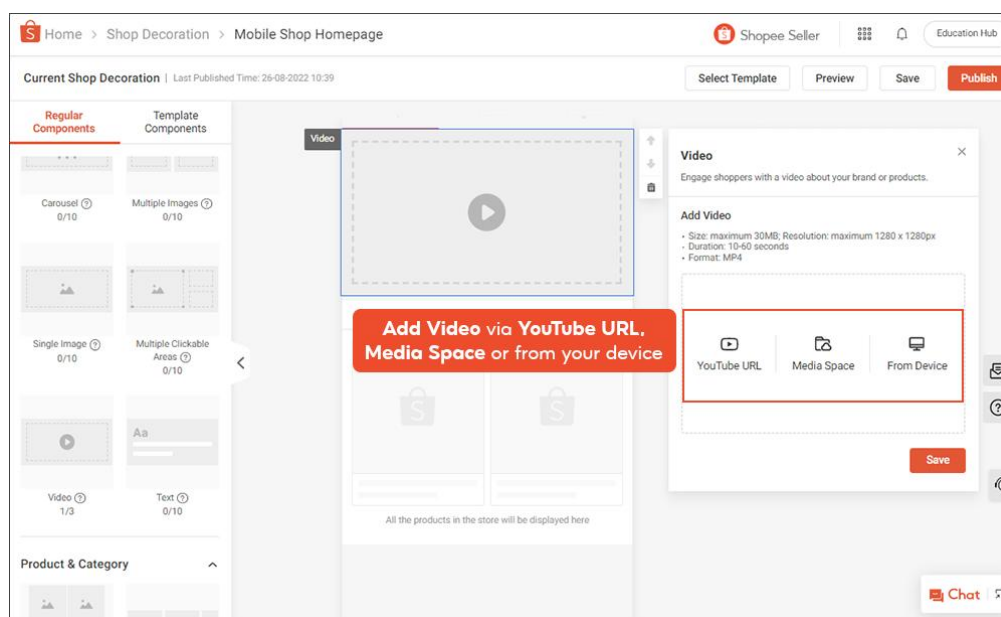 Home > Shop Decoration > Mobile Shop Homepage
Shopee Seller
Education Hub
Current Shop Decoration | Last Published Time: 26-08-2022 10:39
Select Template
Preview
Save
Publish
Regular Components
Template Components
Carousel
0/10
Multiple Images
0/10
Single Image
0/10
Multiple Clickable Areas
0/10
Aa
Video
1/3
Text
0/10
Product & Category
Video
Add Video via YouTube URL,
Media Space or from your device
All the products in the store will be displayed here
Video
Engage shoppers with a video about your brand or products.
Add Video
• Size: maximum 30MB; Resolution: maximum 1280 x 1280px
• Duration: 10-60 seconds
• Format: MP4
YouTube URL
Media Space
From Device
Save
Chat